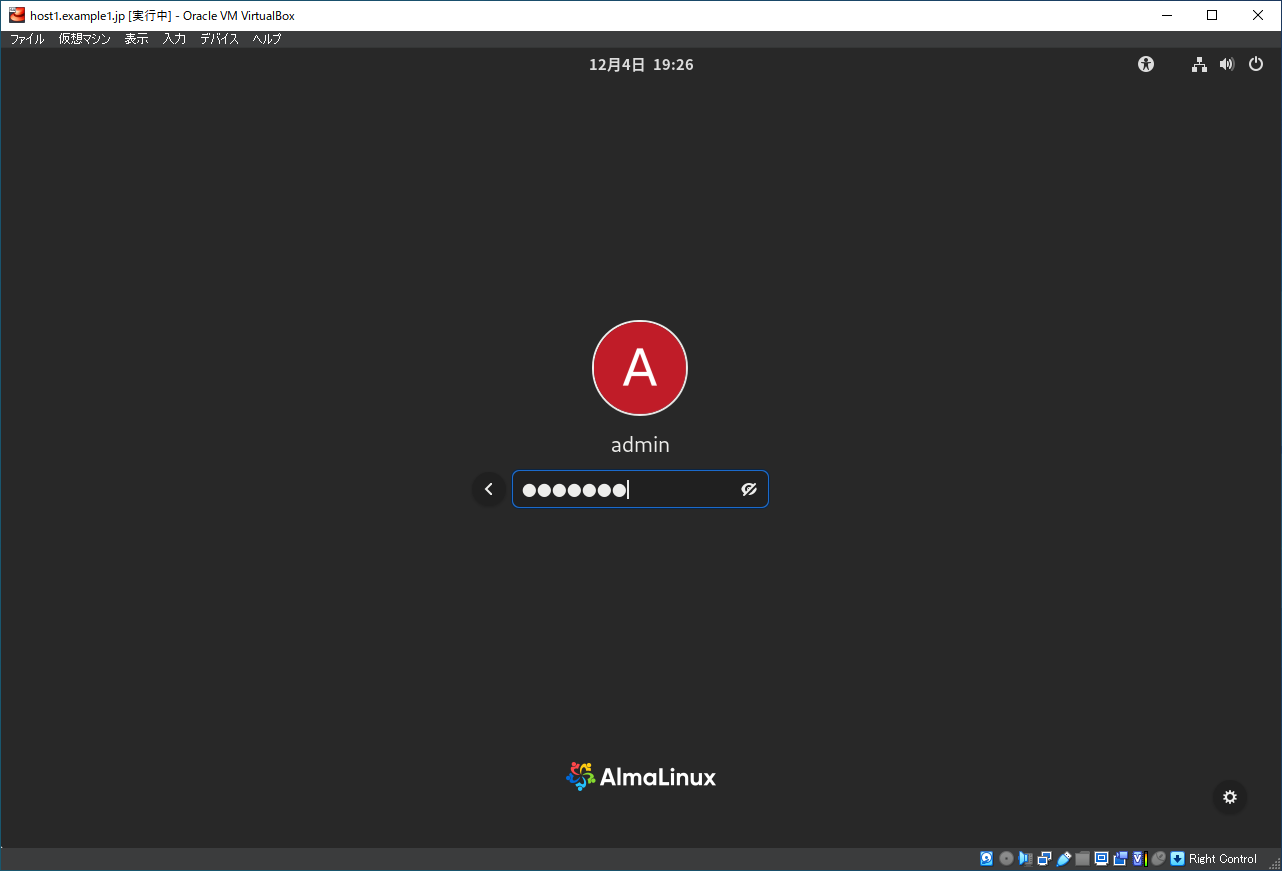 host1.example1.jp [実行中] - Oracle VM VirtualBox
ファイル 仮想マシン 表示 入力 デバイス ヘルプ
12月4日 19:26
A
admin
●●●●●●●
AlmaLinux
Right Control